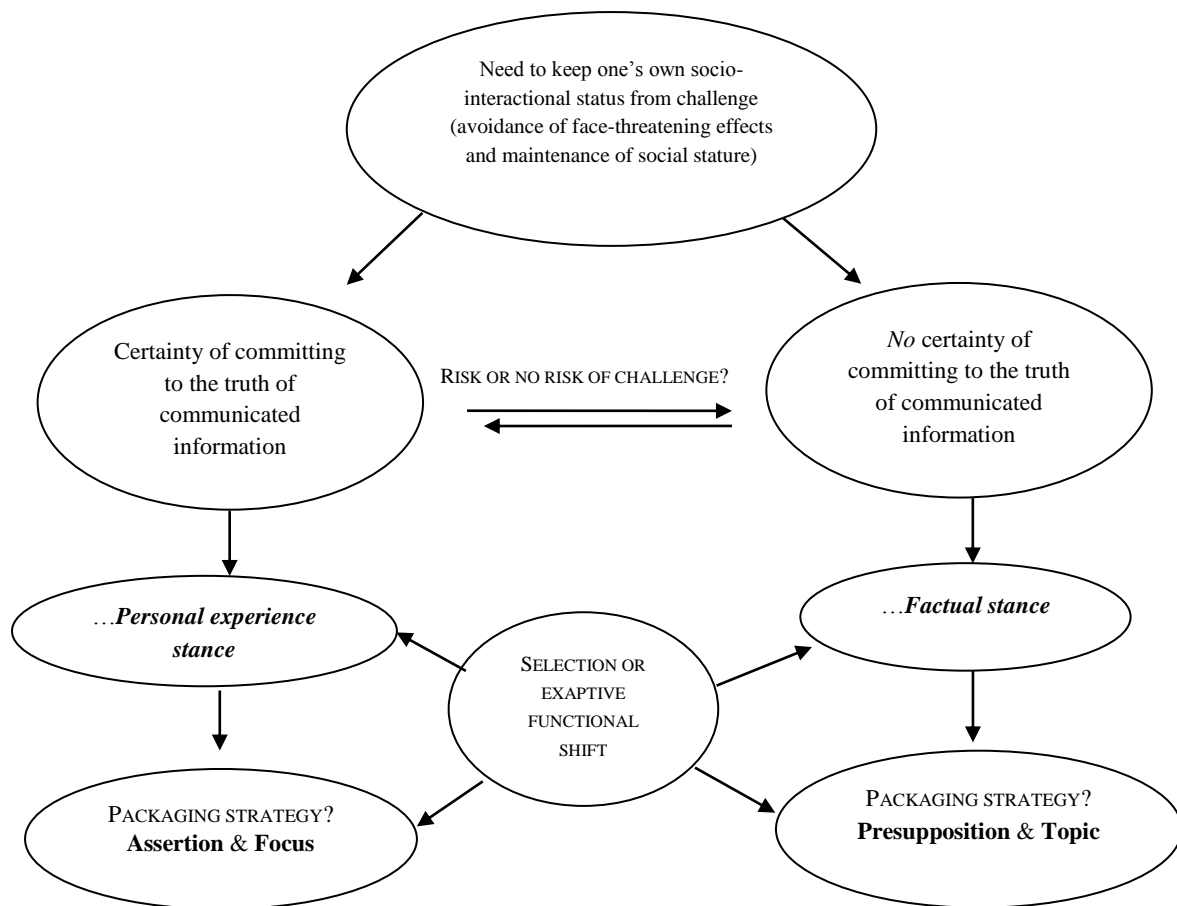 Need to keep one’s own socio-
interactional status from challenge
(avoidance of face-threatening effects
and maintenance of social stature)
Certainty of committing
to the truth of
communicated
information
RISK OR NO RISK OF CHALLENGE?
No certainty of
committing to the truth
of communicated
information
…Personal experience
stance
…Factual stance
SELECTION OR
EXAPTIVE
FUNCTIONAL
SHIFT
PACKAGING STRATEGY?
Assertion & Focus
PACKAGING STRATEGY?
Presupposition & Topic